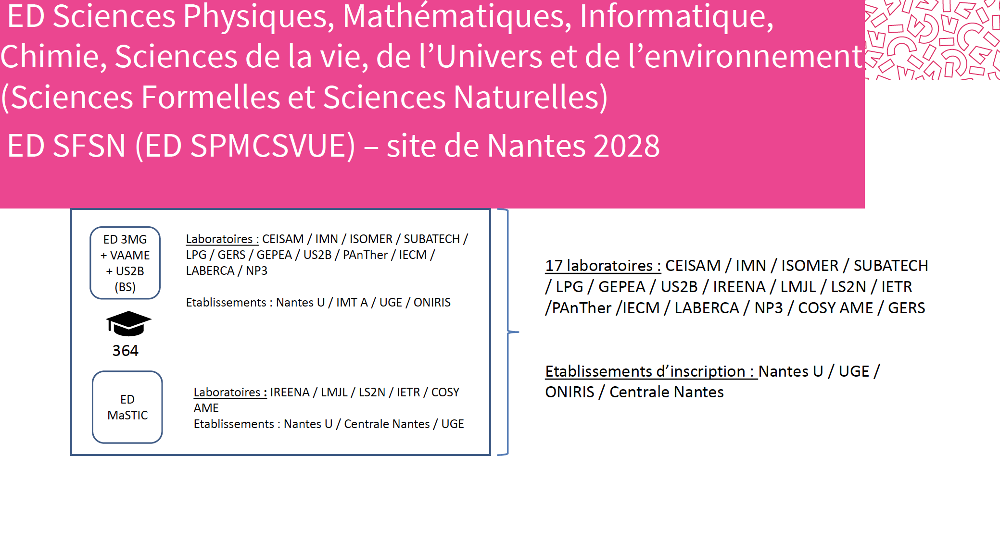 ED Sciences Physiques, Mathématiques, Informatique,
Chimie, Sciences de la vie, de l’Univers et de l’environnement
(Sciences Formelles et Sciences Naturelles)
ED SFSN (ED SPMCSVUE) – site de Nantes 2028
ED 3MG
+ VAAME
+ US2B
(BS)
Laboratoires : CEISAM / IMN / ISOMER / SUBATECH /
LPG / GERS / GEPEA / US2B / PAnTher / IECM /
LABERCA / NP3
Etablissements : Nantes U / IMT A / UGE / ONIRIS
364
ED
MaSTIC
Laboratoires : IREENA / LMJL / LS2N / IETR / COSY
AME
Etablissements : Nantes U / Centrale Nantes / UGE
17 laboratoires : CEISAM / IMN / ISOMER / SUBATECH
/ LPG / GEPEA / US2B / IREENA / LMJL / LS2N / IETR
/PAnTher /IECM / LABERCA / NP3 / COSY AME / GERS
Etablissements d’inscription : Nantes U / UGE /
ONIRIS / Centrale Nantes